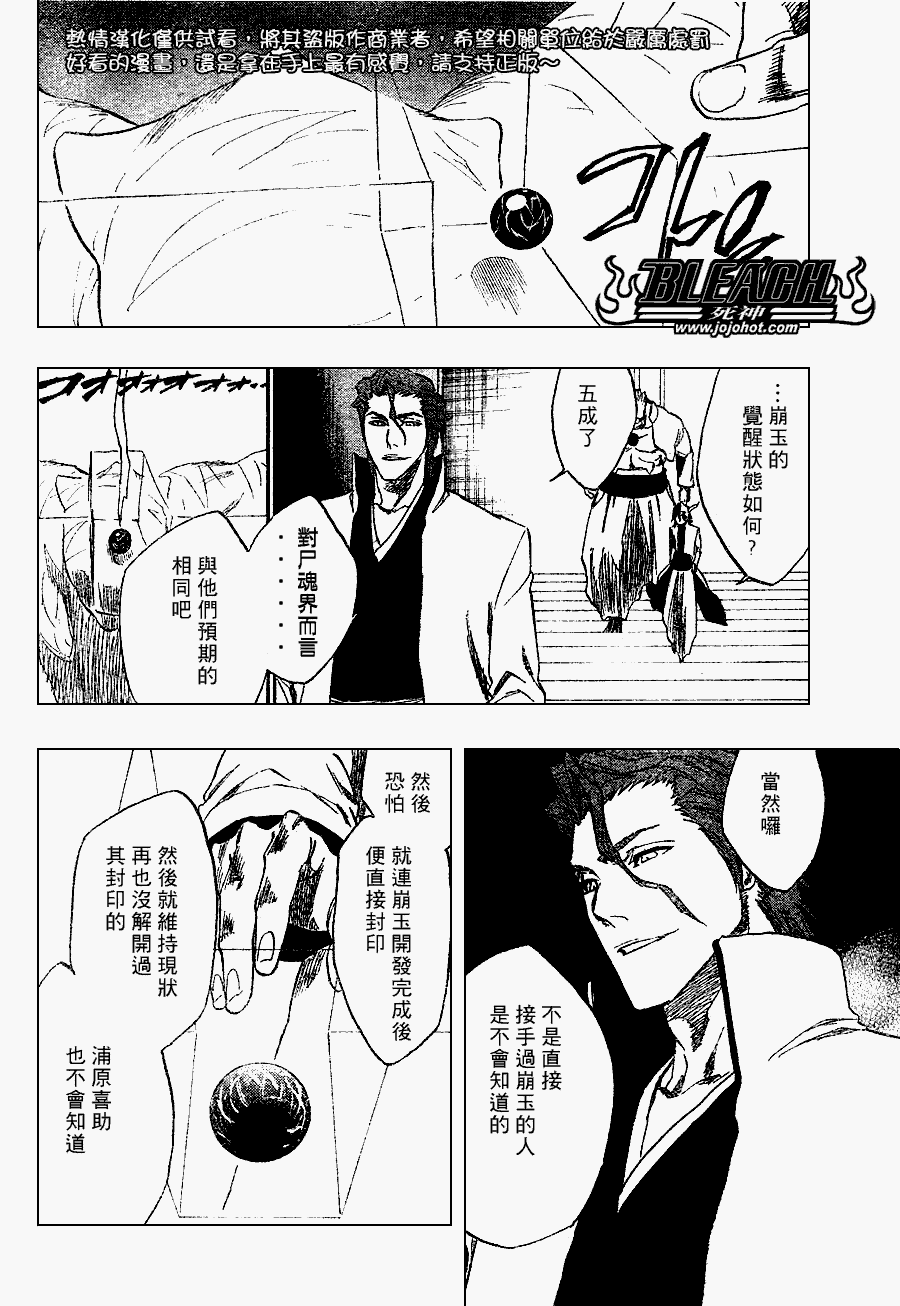 熱情漢化僅供試看，將其盜版作商業者，希望相關單位給於嚴厲處罰
好看的漫畫，還是拿在手上最有感覺，請支持正版～
BLEACH
死神
www.jojohot.com
…崩玉的
覺醒狀態如何？
五成了
對尸魂界而言
．．．．．．
與他們預期的
相同吧
オオオオオオ…
當然囉
不是直接
接手過崩玉的人
是不會知道的
然後
恐怕
就連崩玉開發完成後
便直接封印
然後就維持現狀
再也沒解開過
其封印的
浦原喜助
也不會知道